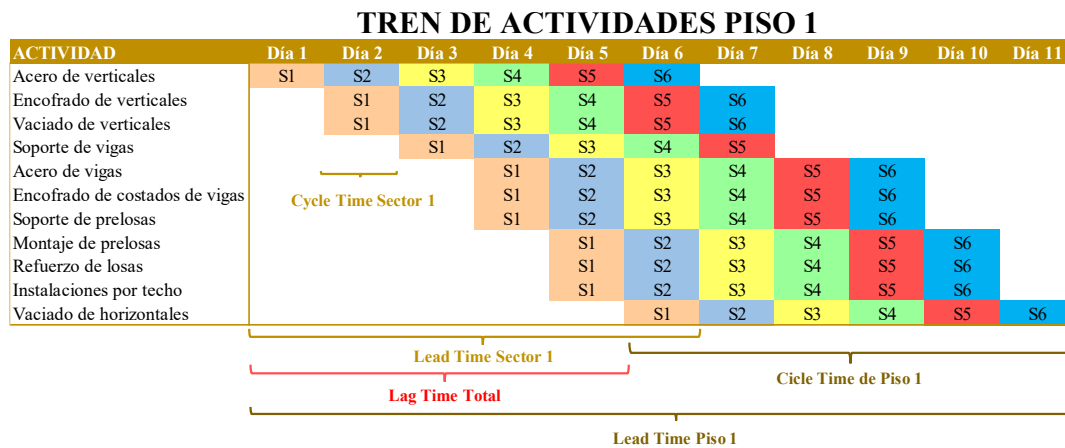 TREN DE ACTIVIDADES PISO 1
ACTIVIDAD Día 1 Día 2 Día 3 Día 4 Día 5 Día 6 Día 7 Día 8 Día 9 Día 10 Día 11
Acero de verticales S1 S2 S3 S4 S5 S6
Encofrado de verticales S1 S2 S3 S4 S5 S6
Vaciado de verticales S1 S2 S3 S4 S5 S6
Soporte de vigas S1 S2 S3 S4 S5
Acero de vigas S1 S2 S3 S4 S5 S6
Encofrado de costados de vigas S1 S2 S3 S4 S5 S6
Soporte de prelosas S1 S2 S3 S4 S5 S6
Montaje de prelosas S1 S2 S3 S4 S5 S6
Refuerzo de losas S1 S2 S3 S4 S5 S6
Instalaciones por techo S1 S2 S3 S4 S5 S6
Vaciado de horizontales S1 S2 S3 S4 S5 S6
Cycle Time Sector 1
Lead Time Sector 1
Cicle Time de Piso 1
Lag Time Total
Lead Time Piso 1